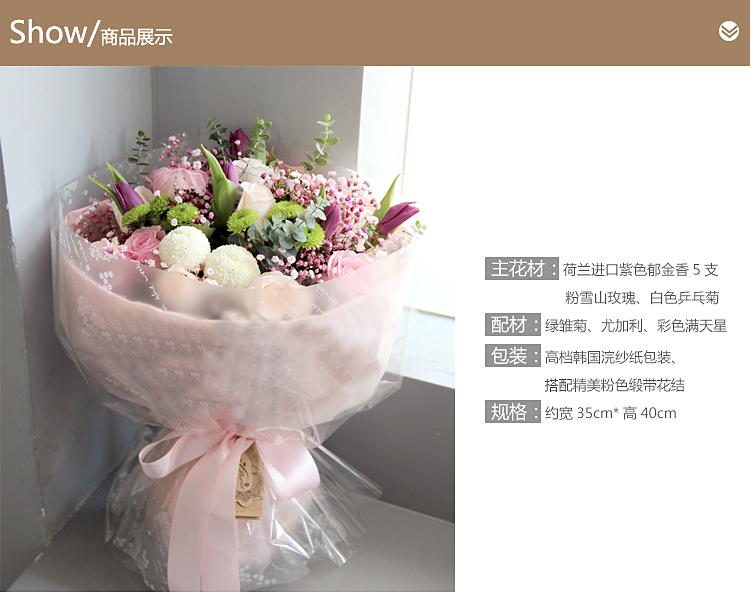 Show/商品展示
主花材：荷兰进口紫色郁金香 5 支
粉雪山玫瑰、白色乒乓菊
配材：绿雏菊、尤加利、彩色满天星
包装：高档韩国浣纱纸包装、
搭配精美粉色缎带花结
规格：约宽 35cm* 高 40cm